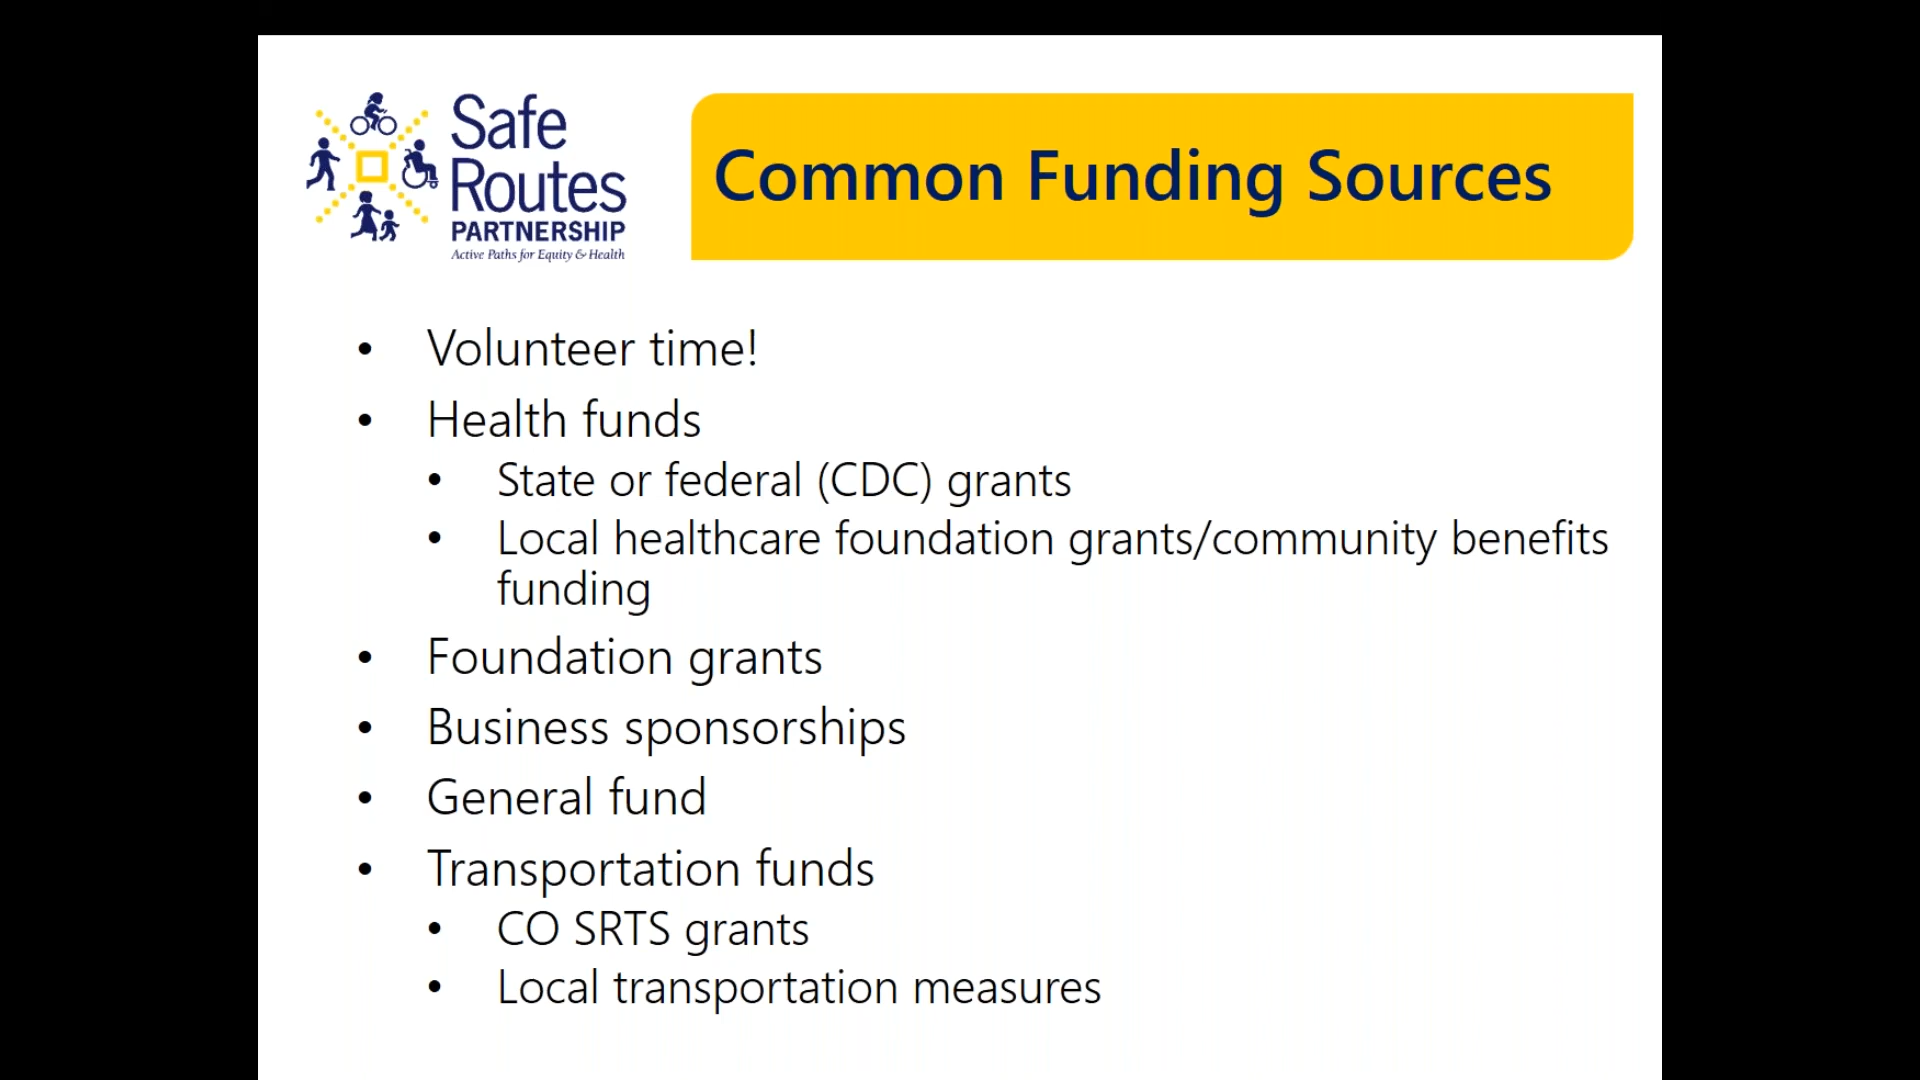 Safe
Routes
PARTNERSHIP
Active Paths for Equity & Health
Common Funding Sources
• Volunteer time!
• Health funds
• State or federal (CDC) grants
• Local healthcare foundation grants/community benefits
funding
• Foundation grants
• Business sponsorships
• General fund
• Transportation funds
• CO SRTS grants
• Local transportation measures